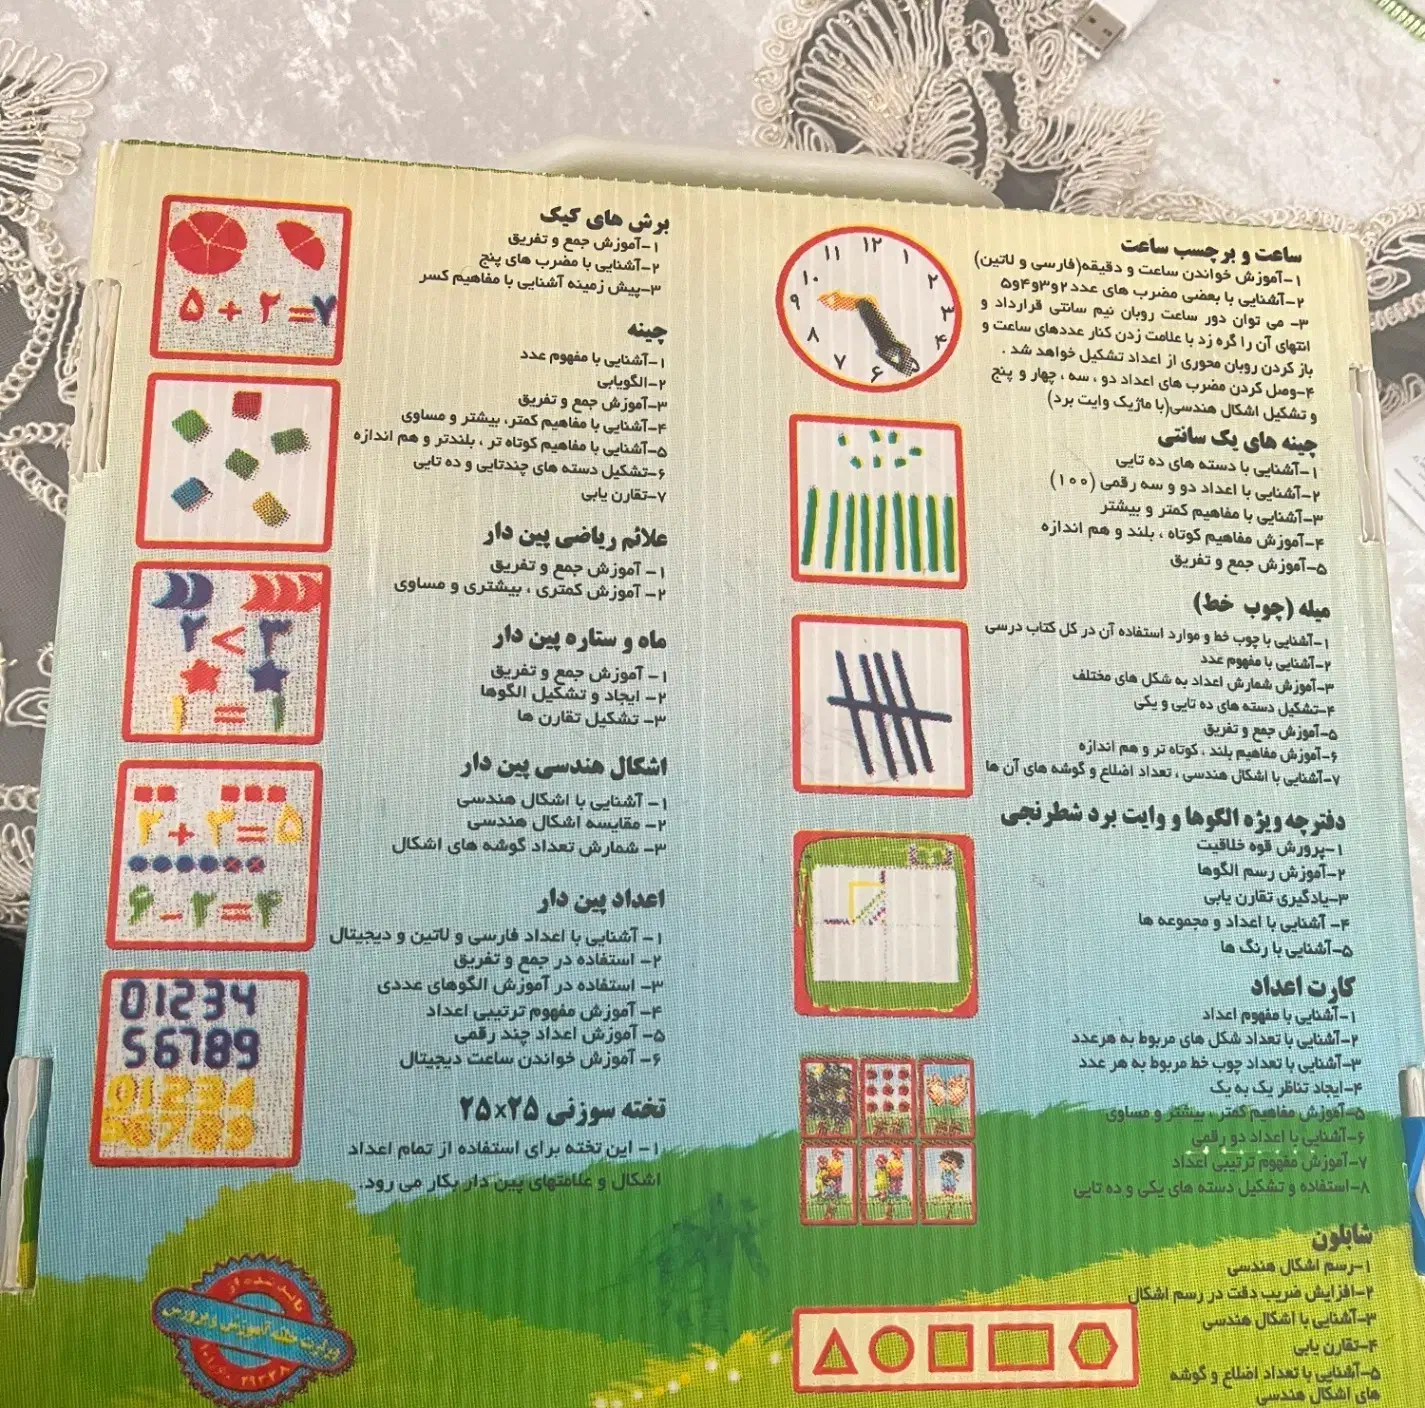 ساعت و برچسب ساعت
۱-آموزش خواندن ساعت و دقیقه(فارسی و لاتین)
۲-آشنایی با بعضی مضرب های عدد ۲و۳و۴و۵
۳- می توان دور ساعت روبان نیم سانتی قرارداد و
انتهای آن را گره زد با علامت زدن کنار عددهای ساعت و
باز کردن روبان محوری از اعداد تشکیل خواهد شد .
۴-وصل کردن مضرب های اعداد دو ، سه ، چهار و پنج
و تشکیل اشکال هندسی(با ماژیک وایت برد)
۱۲
۱
۲
۳
۴
۶
۷
۸
۹
۱۰
۱۱
چینه های یک سانتی
۱-آشنایی با دسته های ده تایی
۲-آشنایی با اعداد دو و سه رقمی (۱۰۰)
۳-آشنایی با مفاهیم کمتر و بیشتر
۴-آموزش مفاهیم کوتاه ، بلند و هم اندازه
۵-آموزش جمع و تفریق
میله (چوب خط)
۱-آشنایی با چوب خط و موارد استفاده آن در کل کتاب درسی
۲-آشنایی با مفهوم عدد
۳-آموزش شمارش اعداد به شکل های مختلف
۴-تشکیل دسته های ده تایی و یکی
۵-آموزش جمع و تفریق
۶-آموزش مفاهیم بلند ، کوتاه تر و هم اندازه
۷-آشنایی با اشکال هندسی ، تعداد اضلاع و گوشه های آن ها
دفترچه ویژه الگوها و وایت برد شطرنجی
۱-پرورش قوه خلاقیت
۲-آموزش رسم الگوها
۳-یادگیری تقارن یابی
۴- آشنایی با اعداد و مجموعه ها
۵-آشنایی با رنگ ها
کارت اعداد
۱-آشنایی با مفهوم اعداد
۲-آشنایی با تعداد شکل های مربوط به هرعدد
۳-آشنایی با تعداد چوب خط مربوط به هر عدد
۴-ایجاد تناظر یک به یک
۵-آموزش مفاهیم کمتر ، بیشتر و مساوی
۶-آشنایی با اعداد دو رقمی
۷-آموزش مفهوم ترتیبی اعداد
۸-استفاده و تشکیل دسته های یکی و ده تایی
شابلون
۱-رسم اشکال هندسی
۲-افزایش ضریب دقت در رسم اشکال
۳-آشنایی با اشکال هندسی
۴-تقارن یابی
۵-آشنایی با تعداد اضلاع و گوشه
های اشکال هندسی
برش های کیک
۱-آموزش جمع و تفریق
۲-آشنایی با مضرب های پنج
۳-پیش زمینه آشنایی با مفاهیم کسر
۵+۲=۷
چینه
۱-آشنایی با مفهوم عدد
۲-الگویابی
۳-آموزش جمع و تفریق
۴-آشنایی با مفاهیم کمتر، بیشتر و مساوی
۵-آشنایی با مفاهیم کوتاه تر ، بلندتر و هم اندازه
۶-تشکیل دسته های چندتایی و ده تایی
۷-تقارن یابی
علائم ریاضی پین دار
۱- آموزش جمع و تفریق
۲- آموزش کمتری ، بیشتری و مساوی
۲<۳
۱=۱
ماه و ستاره پین دار
۱- آموزش جمع و تفریق
۲- ایجاد و تشکیل الگوها
۳- تشکیل تقارن ها
اشکال هندسی پین دار
۱- آشنایی با اشکال هندسی
۲- مقایسه اشکال هندسی
۳- شمارش تعداد گوشه های اشکال
۲+۳=۵
۶-۲=۴
اعداد پین دار
۱- آشنایی با اعداد فارسی و لاتین و دیجیتال
۲- استفاده در جمع و تفریق
۳- استفاده در آموزش الگوهای عددی
۴- آموزش مفهوم ترتیبی اعداد
۵- آموزش اعداد چند رقمی
۶- آموزش خواندن ساعت دیجیتال
01234
56789
01234
56789
تخته سوزنی ۲۵×۲۵
۱- این تخته برای استفاده از تمام اعداد
اشکال و علامتهای پین دار بکار می رود.
تایید شده از
وزارت آموزش و پرورش